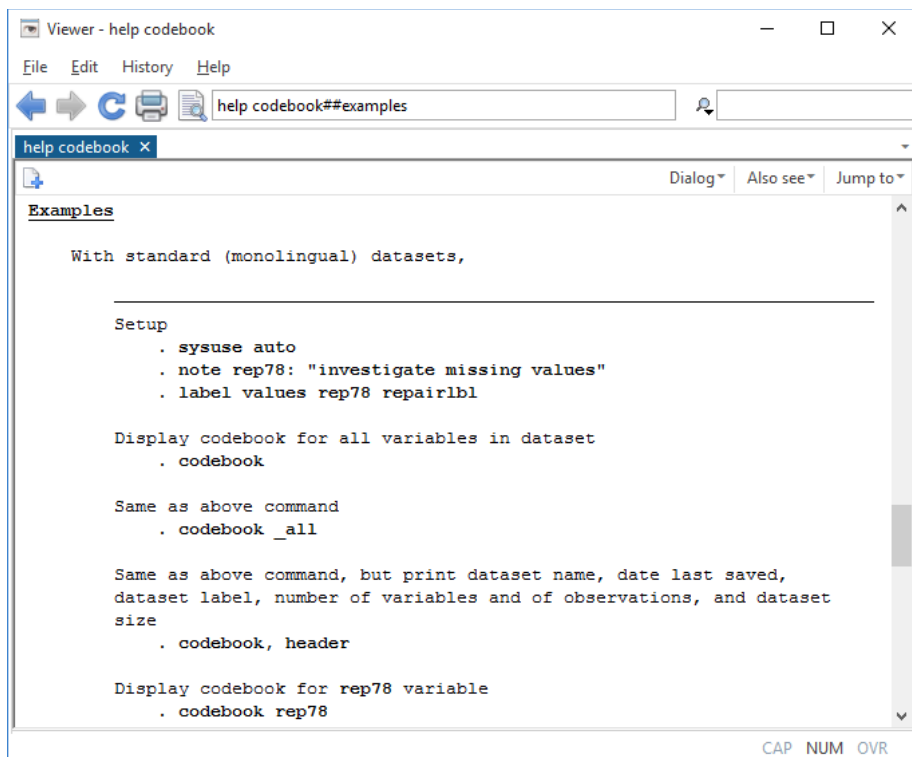 Viewer - help codebook
File Edit History Help
help codebook##examples
help codebook
Dialog Also see Jump to
Examples
With standard (monolingual) datasets,
Setup
. sysuse auto
. note rep78: "investigate missing values"
. label values rep78 repairlbl
Display codebook for all variables in dataset
. codebook
Same as above command
. codebook _all
Same as above command, but print dataset name, date last saved,
dataset label, number of variables and of observations, and dataset
size
. codebook, header
Display codebook for rep78 variable
. codebook rep78
CAP NUM OVR